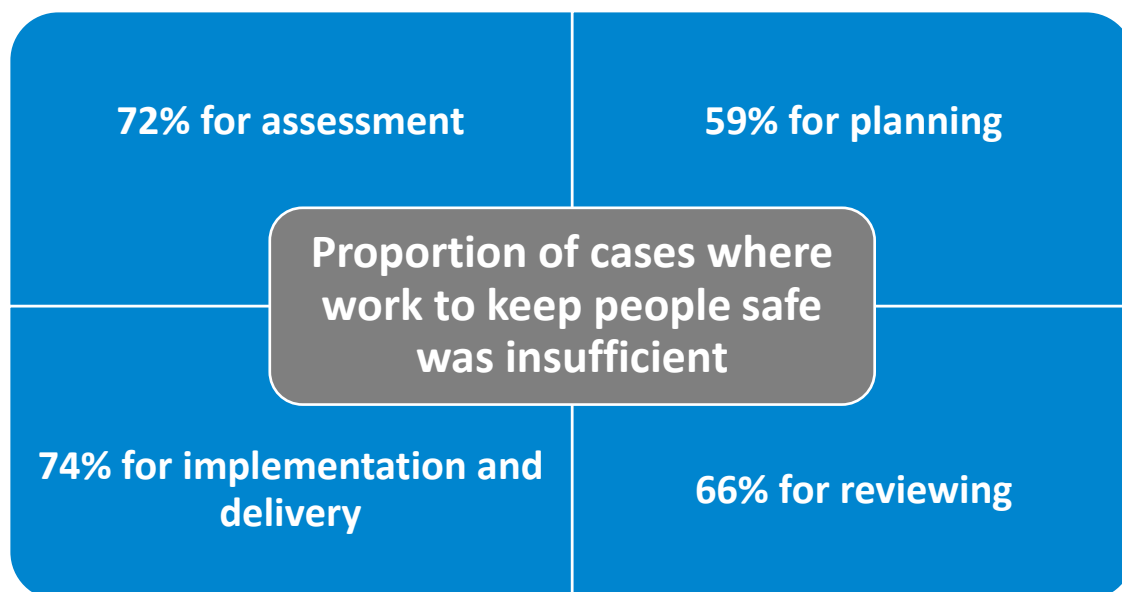 72% for assessment
59% for planning
Proportion of cases where
work to keep people safe
was insufficient
74% for implementation and
delivery
66% for reviewing